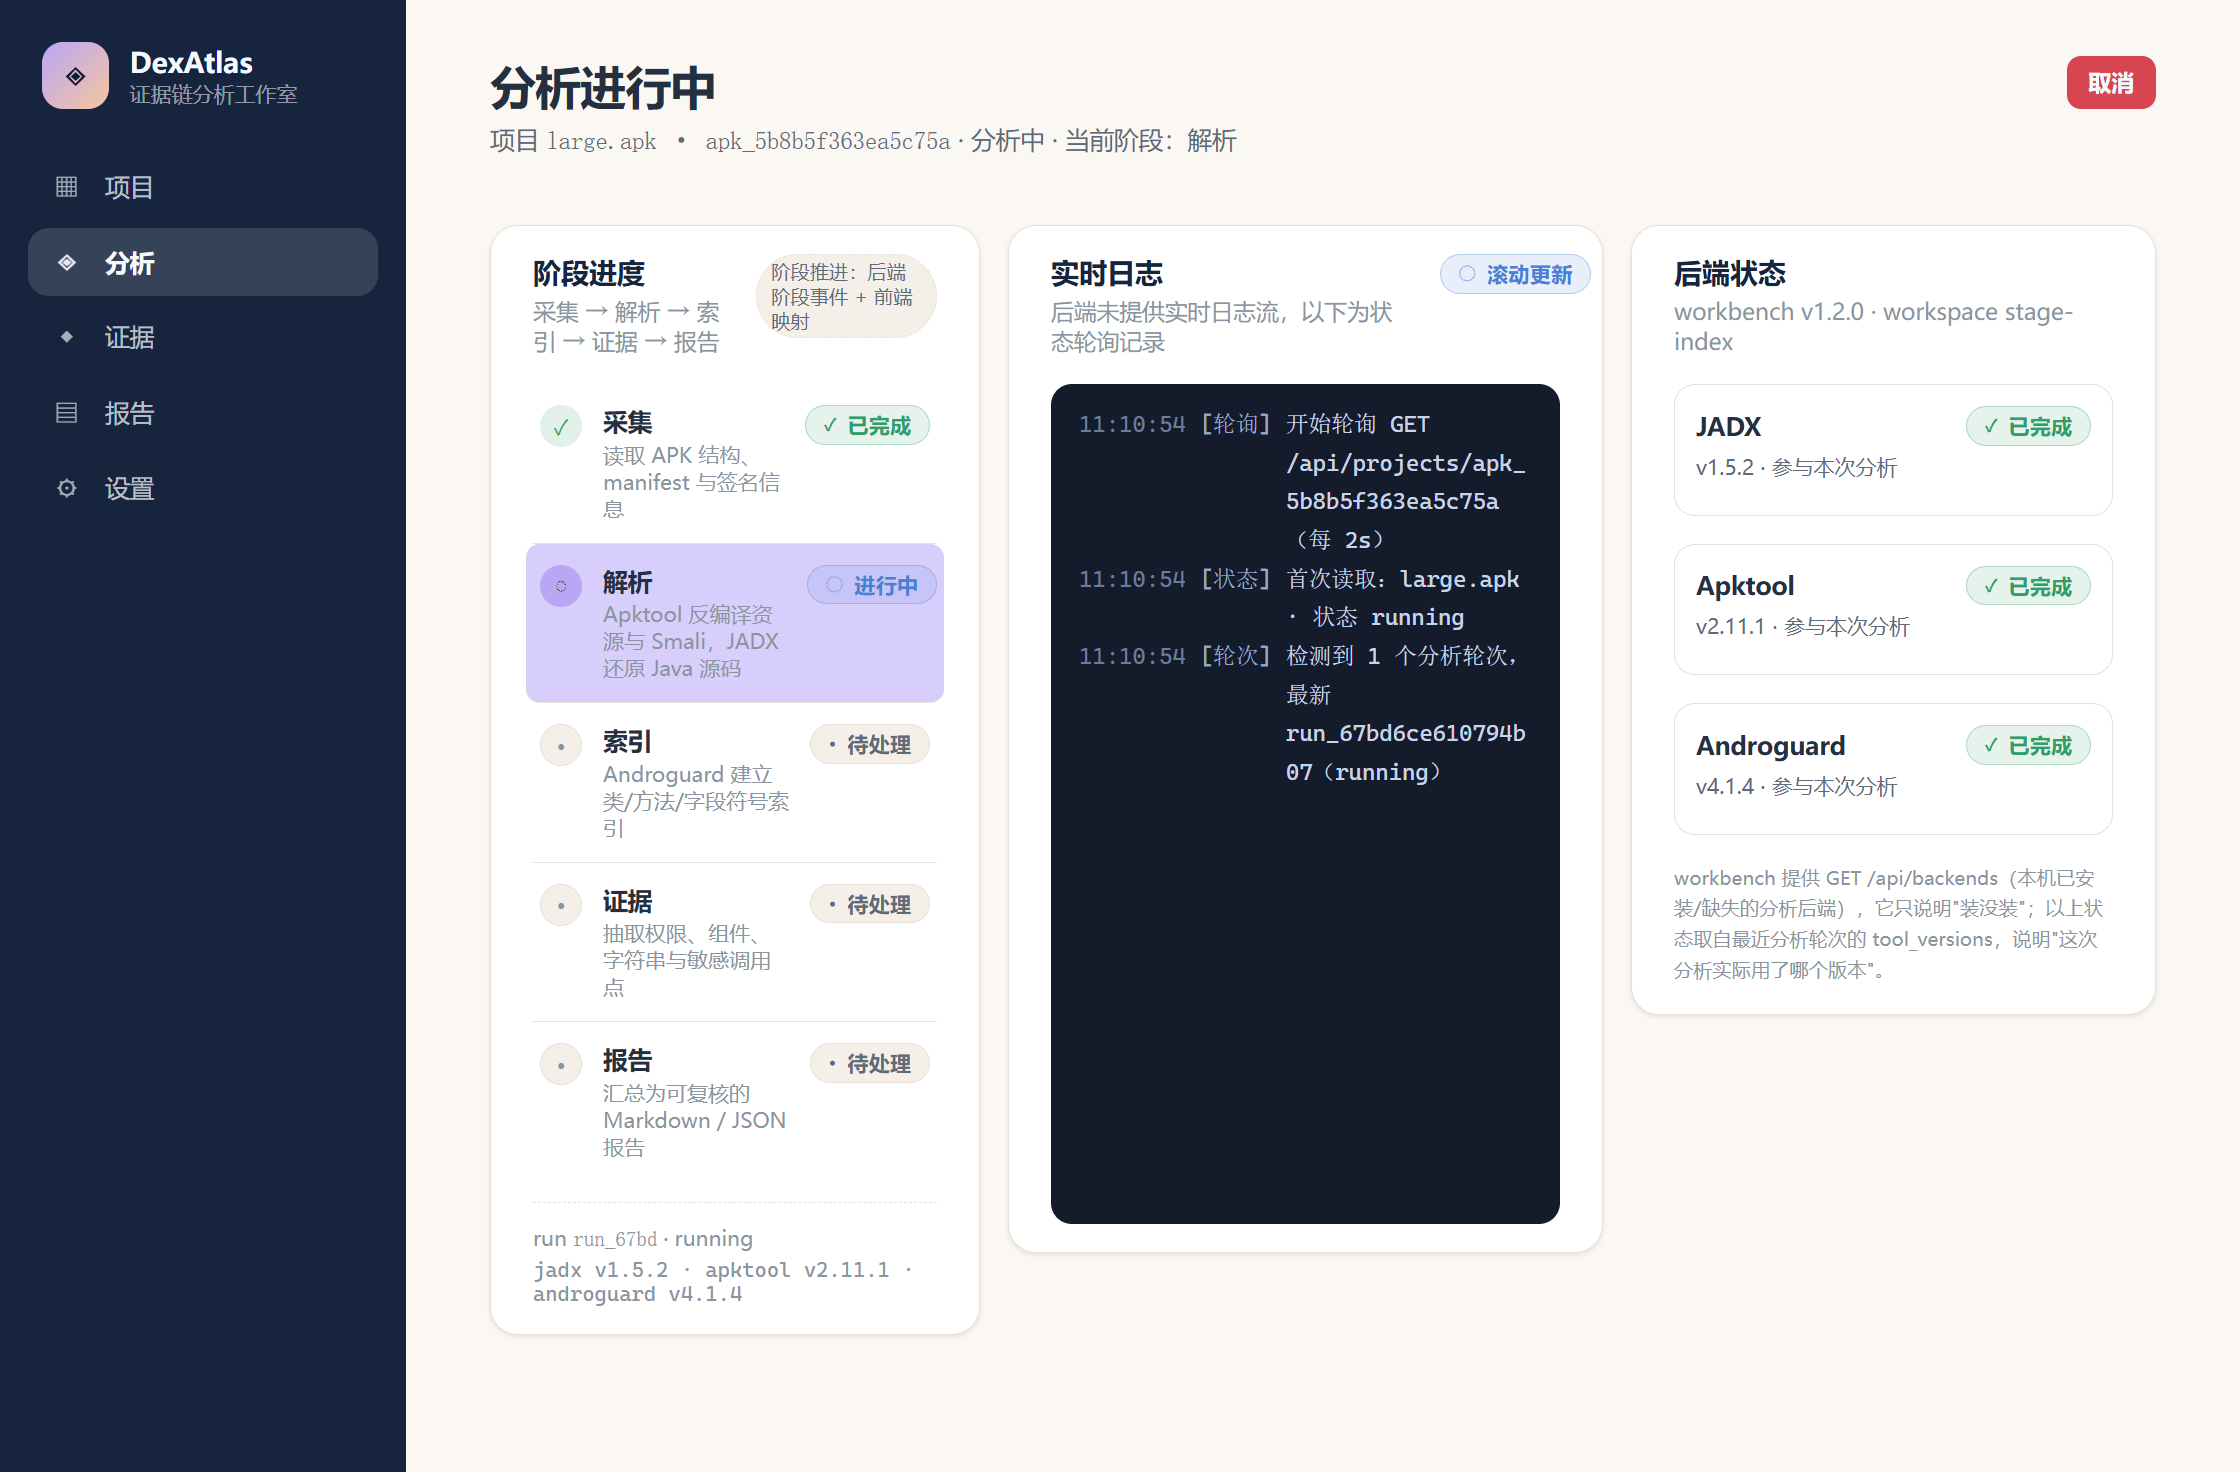 DexAtlas
证据链分析工作室
项目
分析
证据
报告
设置
分析进行中
项目 large.apk • apk_5b8b5f363ea5c75a · 分析中 · 当前阶段：解析
取消
阶段进度
采集 → 解析 → 索
引 → 证据 → 报告
阶段推进：后端
阶段事件 + 前端
映射
采集
✓ 已完成
读取 APK 结构、
manifest 与签名信
息
解析
进行中
Apktool 反编译资
源与 Smali，JADX
还原 Java 源码
索引
• 待处理
Androguard 建立
类/方法/字段符号索
引
证据
• 待处理
抽取权限、组件、
字符串与敏感调用
点
报告
• 待处理
汇总为可复核的
Markdown / JSON
报告
run run_67bd · running
jadx v1.5.2 · apktool v2.11.1 ·
androguard v4.1.4
实时日志
滚动更新
后端未提供实时日志流，以下为状
态轮询记录
11:10:54 [轮询] 开始轮询 GET
/api/projects/apk_
5b8b5f363ea5c75a
（每 2s）
11:10:54 [状态] 首次读取：large.apk
· 状态 running
11:10:54 [轮次] 检测到 1 个分析轮次，
最新
run_67bd6ce610794b
07（running）
后端状态
workbench v1.2.0 · workspace stage-
index
JADX
✓ 已完成
v1.5.2 · 参与本次分析
Apktool
✓ 已完成
v2.11.1 · 参与本次分析
Androguard
✓ 已完成
v4.1.4 · 参与本次分析
workbench 提供 GET /api/backends（本机已安
装/缺失的分析后端），它只说明"装没装"；以上状
态取自最近分析轮次的 tool_versions，说明"这次
分析实际用了哪个版本"。